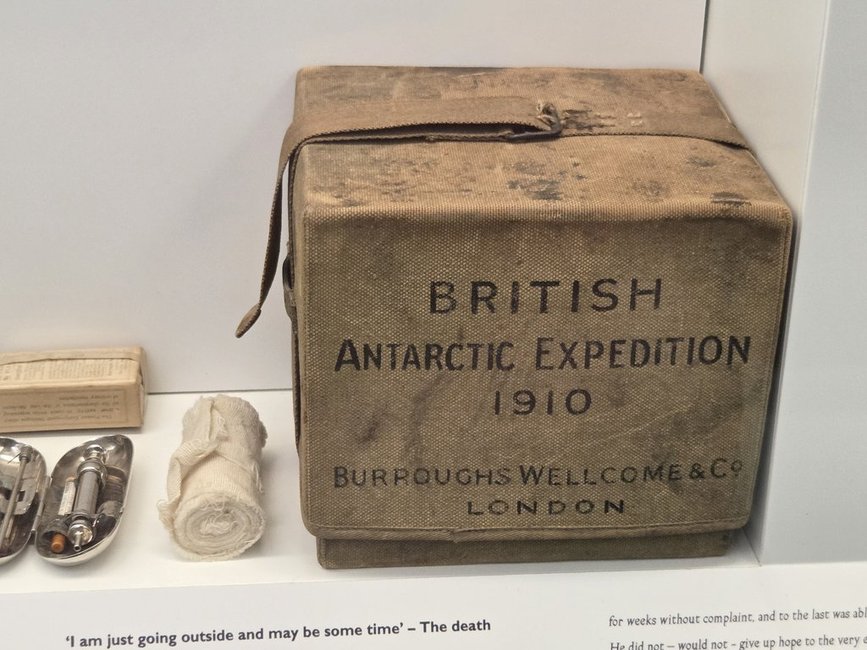 BRITISH
ANTARCTIC EXPEDITION
1910
BURROUGHS WELLCOME & Co
LONDON
'I am just going outside and may be some time' – The death
for weeks without complaint, and to the last was
He did not – would not - give up hope to the very